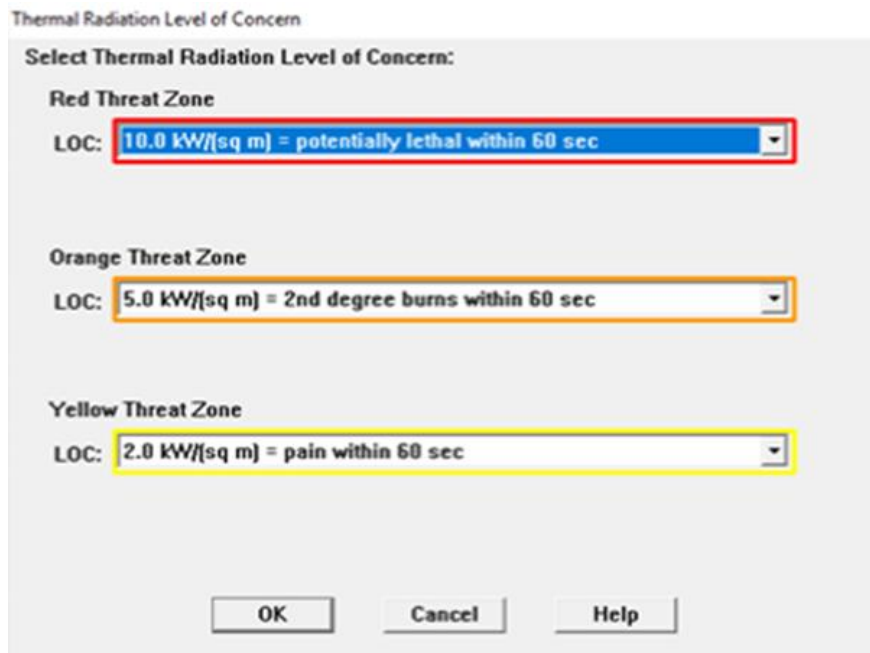 Thermal Radiation Level of Concern
Select Thermal Radiation Level of Concern:
Red Threat Zone
LOC: 10.0 kW/(sq m) = potentially lethal within 60 sec
Orange Threat Zone
LOC: 5.0 kW/(sq m) = 2nd degree burns within 60 sec
Yellow Threat Zone
LOC: 2.0 kW/(sq m) = pain within 60 sec
OK Cancel Help